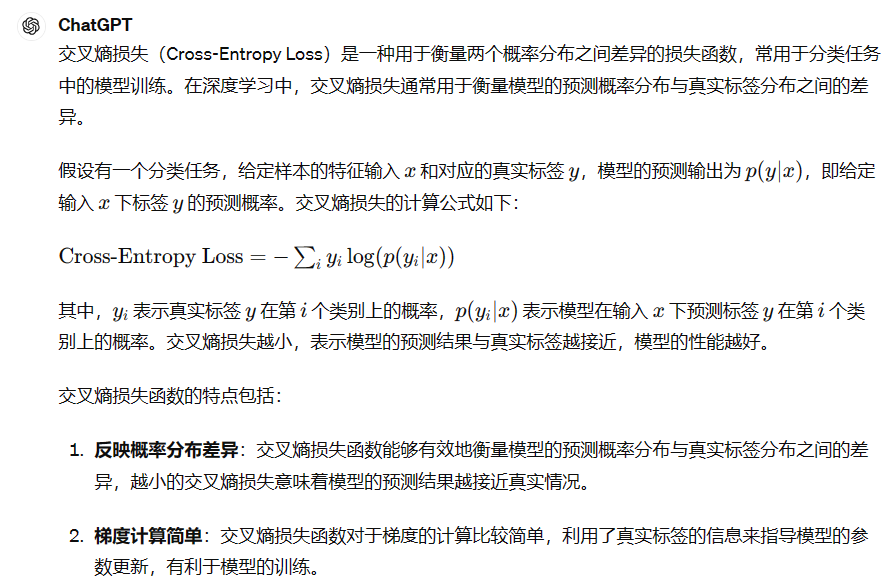 ChatGPT
交叉熵损失（Cross-Entropy Loss）是一种用于衡量两个概率分布之间差异的损失函数，常用于分类任务
中的模型训练。在深度学习中，交叉熵损失通常用于衡量模型的预测概率分布与真实标签分布之间的差
异。
假设有一个分类任务，给定样本的特征输入 x 和对应的真实标签 y，模型的预测输出为 p(y|x)，即给定
输入 x 下标签 y 的预测概率。交叉熵损失的计算公式如下：
Cross-Entropy Loss = − ∑ᵢ yᵢ log(p(yᵢ|x))
其中，yᵢ 表示真实标签 y 在第 i 个类别上的概率，p(yᵢ|x) 表示模型在输入 x 下预测标签 y 在第 i 个类
别上的概率。交叉熵损失越小，表示模型的预测结果与真实标签越接近，模型的性能越好。
交叉熵损失函数的特点包括：
1. 反映概率分布差异：交叉熵损失函数能够有效地衡量模型的预测概率分布与真实标签分布之间的差
异，越小的交叉熵损失意味着模型的预测结果越接近真实情况。
2. 梯度计算简单：交叉熵损失函数对于梯度的计算比较简单，利用了真实标签的信息来指导模型的参
数更新，有利于模型的训练。